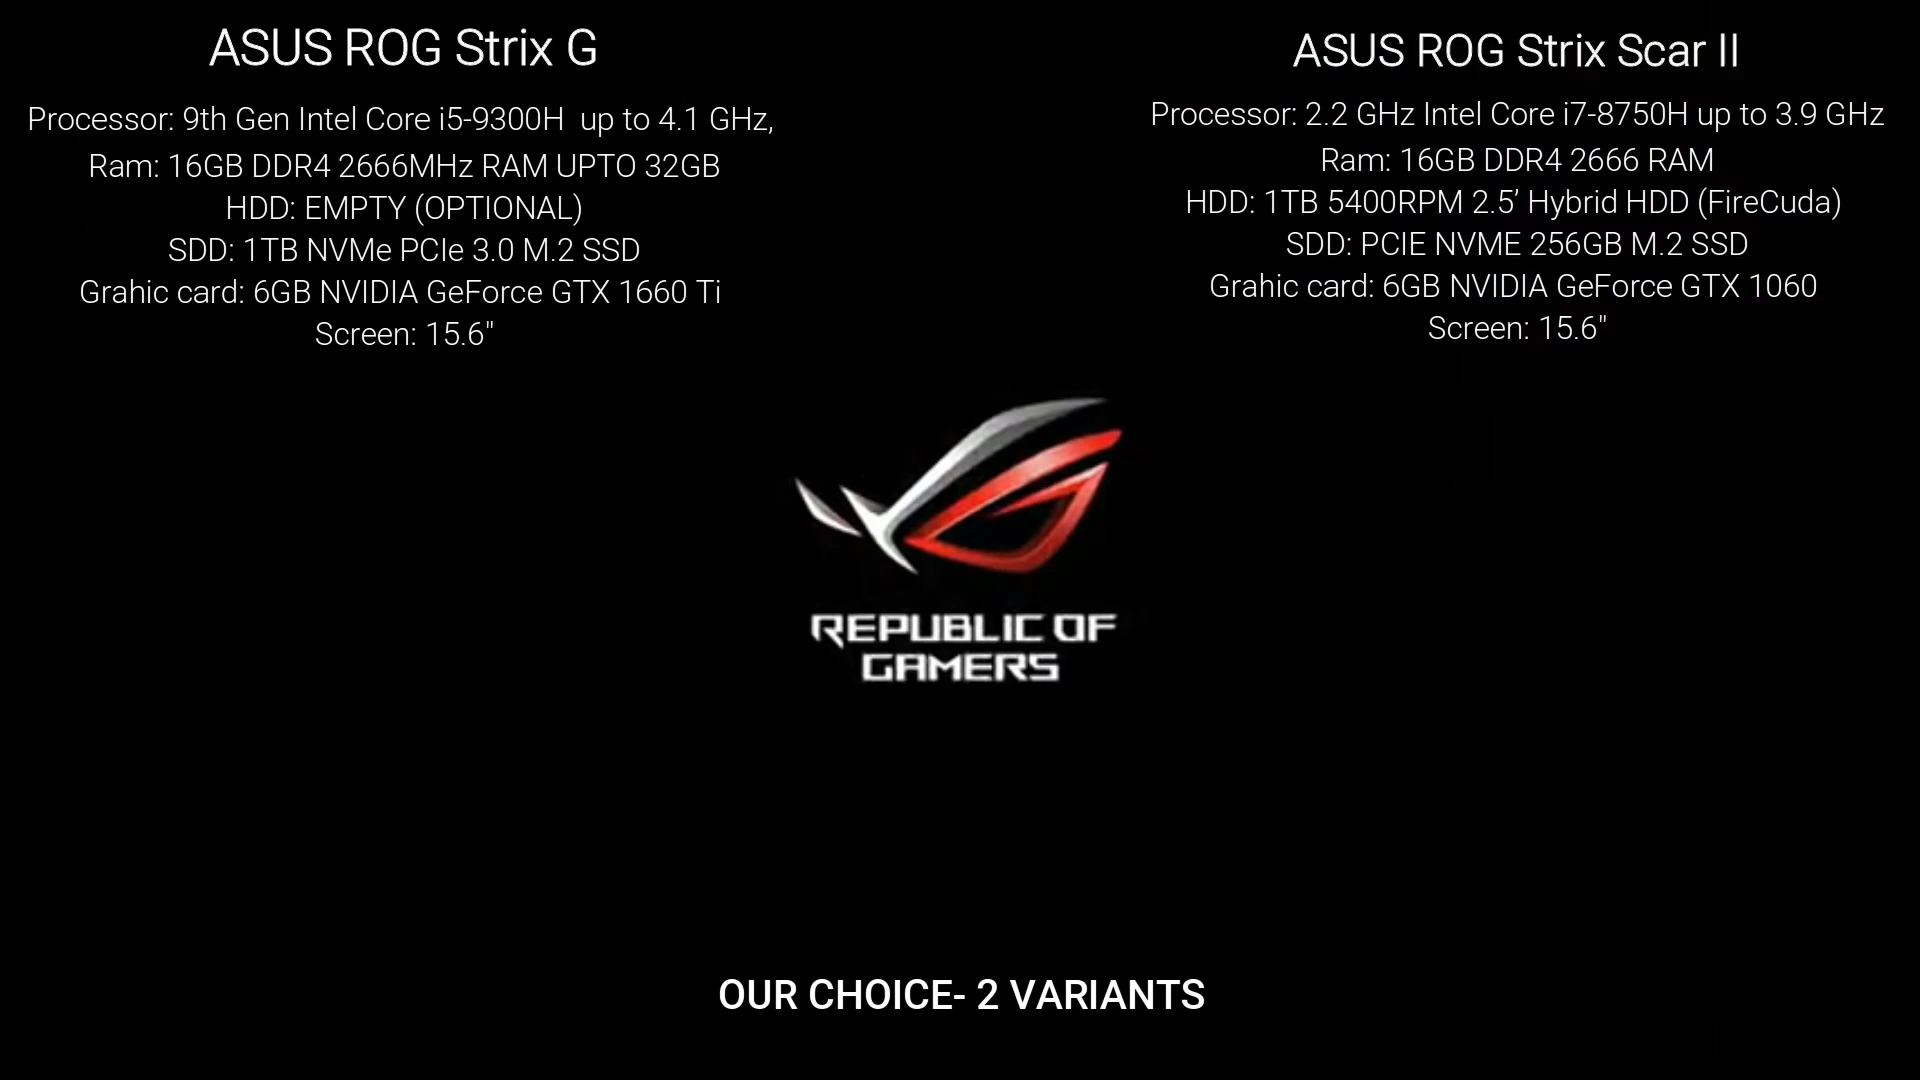 ASUS ROG Strix G
Processor: 9th Gen Intel Core i5-9300H  up to 4.1 GHz,
Ram: 16GB DDR4 2666MHz RAM UPTO 32GB
HDD: EMPTY (OPTIONAL)
SDD: 1TB NVMe PCIe 3.0 M.2 SSD
Grahic card: 6GB NVIDIA GeForce GTX 1660 Ti
Screen: 15.6"
ASUS ROG Strix Scar II
Processor: 2.2 GHz Intel Core i7-8750H up to 3.9 GHz
Ram: 16GB DDR4 2666 RAM
HDD: 1TB 5400RPM 2.5’ Hybrid HDD (FireCuda)
SDD: PCIE NVME 256GB M.2 SSD
Grahic card: 6GB NVIDIA GeForce GTX 1060
Screen: 15.6"
REPUBLIC OF
GAMERS
OUR CHOICE- 2 VARIANTS